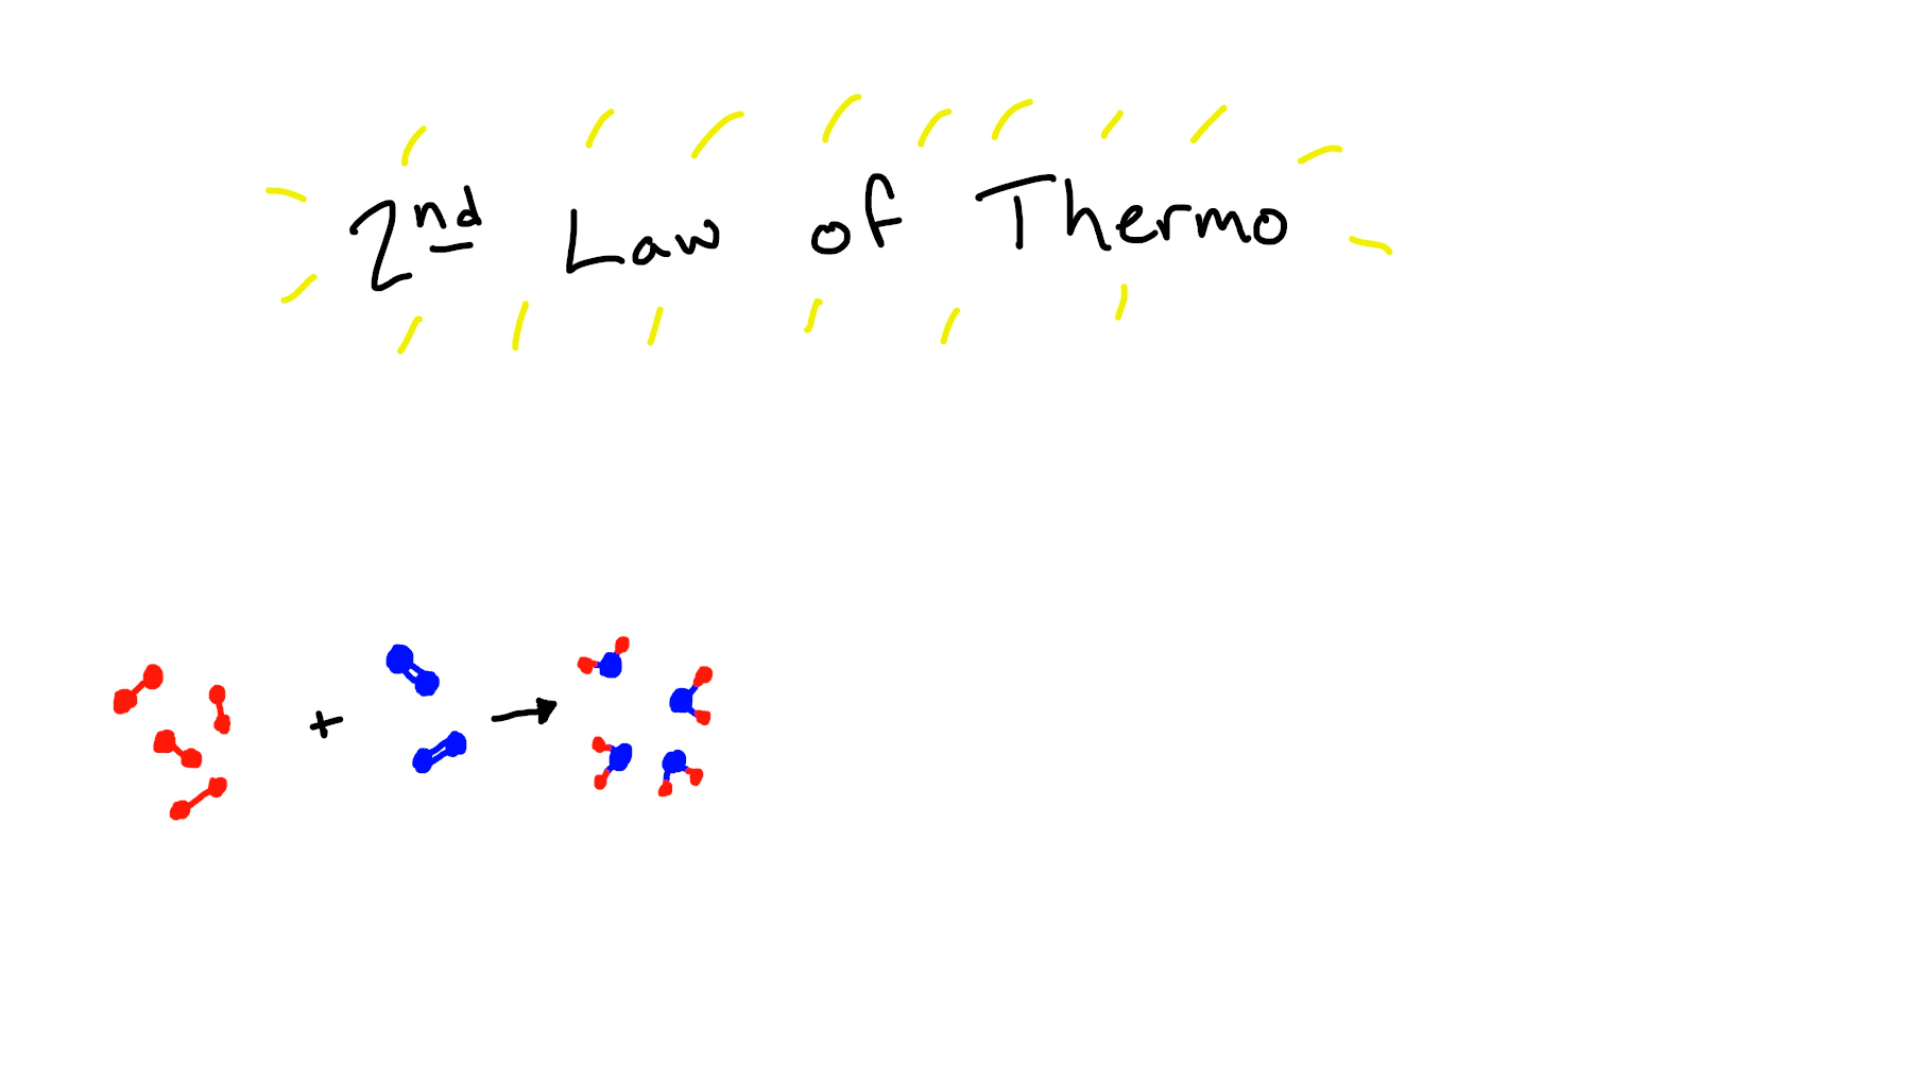 2nd Law of Thermo
+